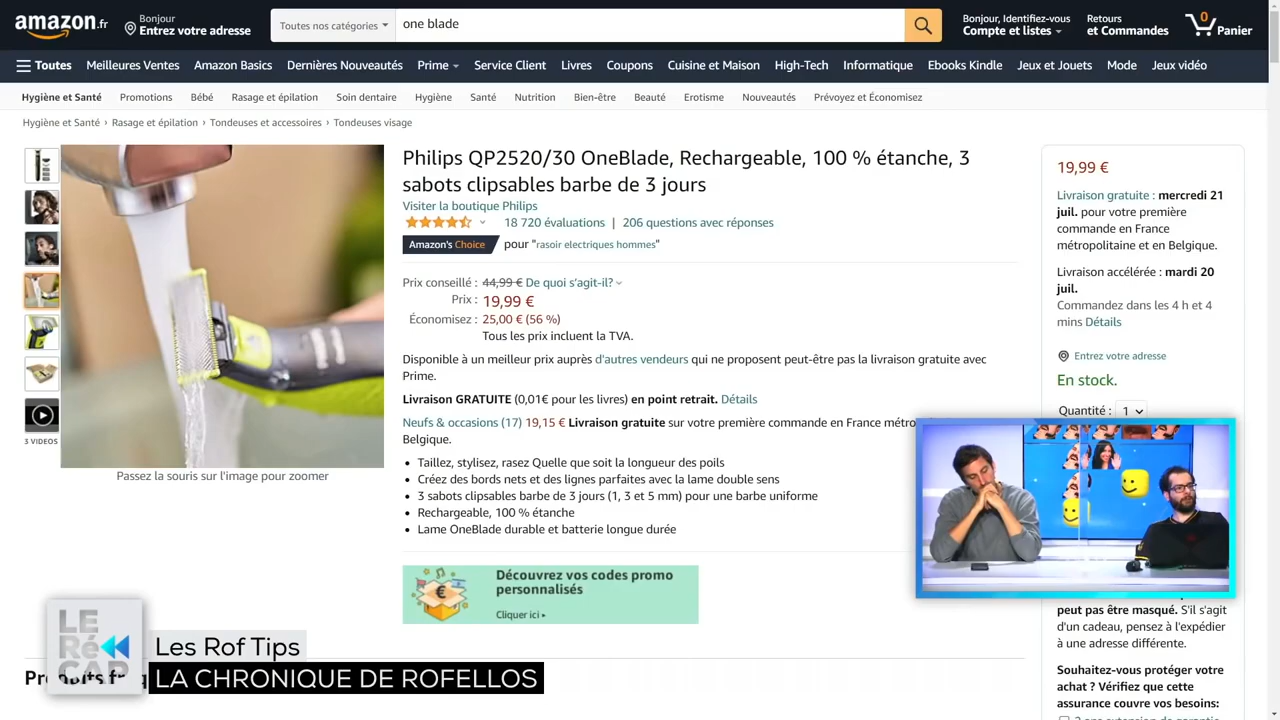 amazon.fr
Bonjour
Entrez votre adresse
Toutes nos catégories
one blade
Bonjour, Identifiez-vous
Compte et listes
Retours
et Commandes
0
Panier
Toutes
Meilleures Ventes
Amazon Basics
Dernières Nouveautés
Prime
Service Client
Livres
Coupons
Cuisine et Maison
High-Tech
Informatique
Ebooks Kindle
Jeux et Jouets
Mode
Jeux vidéo
Hygiène et Santé
Promotions
Bébé
Rasage et épilation
Soin dentaire
Hygiène
Santé
Nutrition
Bien-être
Beauté
Erotisme
Nouveautés
Prévoyez et Économisez
Hygiène et Santé › Rasage et épilation › Tondeuses et accessoires › Tondeuses visage
3 VIDEOS
Passez la souris sur l'image pour zoomer
Philips QP2520/30 OneBlade, Rechargeable, 100 % étanche, 3
sabots clipsables barbe de 3 jours
Visiter la boutique Philips
18 720 évaluations | 206 questions avec réponses
Amazon's Choice pour "rasoir electriques hommes"
Prix conseillé : 44,99 € De quoi s'agit-il?
Prix : 19,99 €
Économisez : 25,00 € (56 %)
Tous les prix incluent la TVA.
Disponible à un meilleur prix auprès d'autres vendeurs qui ne proposent peut-être pas la livraison gratuite avec
Prime.
Livraison GRATUITE (0,01€ pour les livres) en point retrait. Détails
Neufs & occasions (17) 19,15 € Livraison gratuite sur votre première commande en France métro
Belgique.
• Taillez, stylisez, rasez Quelle que soit la longueur des poils
• Créez des bords nets et des lignes parfaites avec la lame double sens
• 3 sabots clipsables barbe de 3 jours (1, 3 et 5 mm) pour une barbe uniforme
• Rechargeable, 100 % étanche
• Lame OneBlade durable et batterie longue durée
Découvrez vos codes promo
personnalisés
Cliquer ici ▸
19,99 €
Livraison gratuite : mercredi 21
juil. pour votre première
commande en France
métropolitaine et en Belgique.
Livraison accélérée : mardi 20
juil.
Commandez dans les 4 h et 4
mins Détails
Entrez votre adresse
En stock.
Quantité : 1
peut pas être masqué. S'il s'agit
d'un cadeau, pensez à l'expédier
à une adresse différente.
Souhaitez-vous protéger votre
achat ? Vérifiez que cette
assurance couvre vos besoins:
LE RéCAP
Les Rof Tips
LA CHRONIQUE DE ROFELLOS